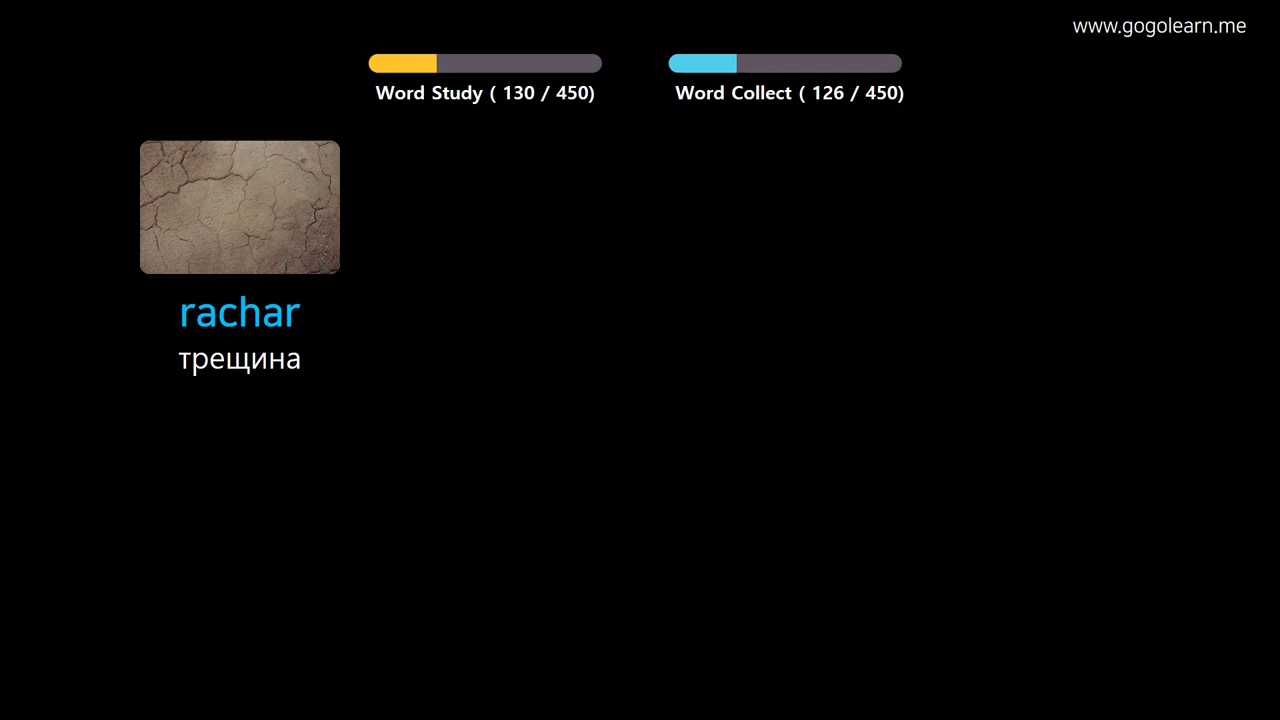 www.gogolearn.me
Word Study ( 130 / 450)
Word Collect ( 126 / 450)
rachar
трещина